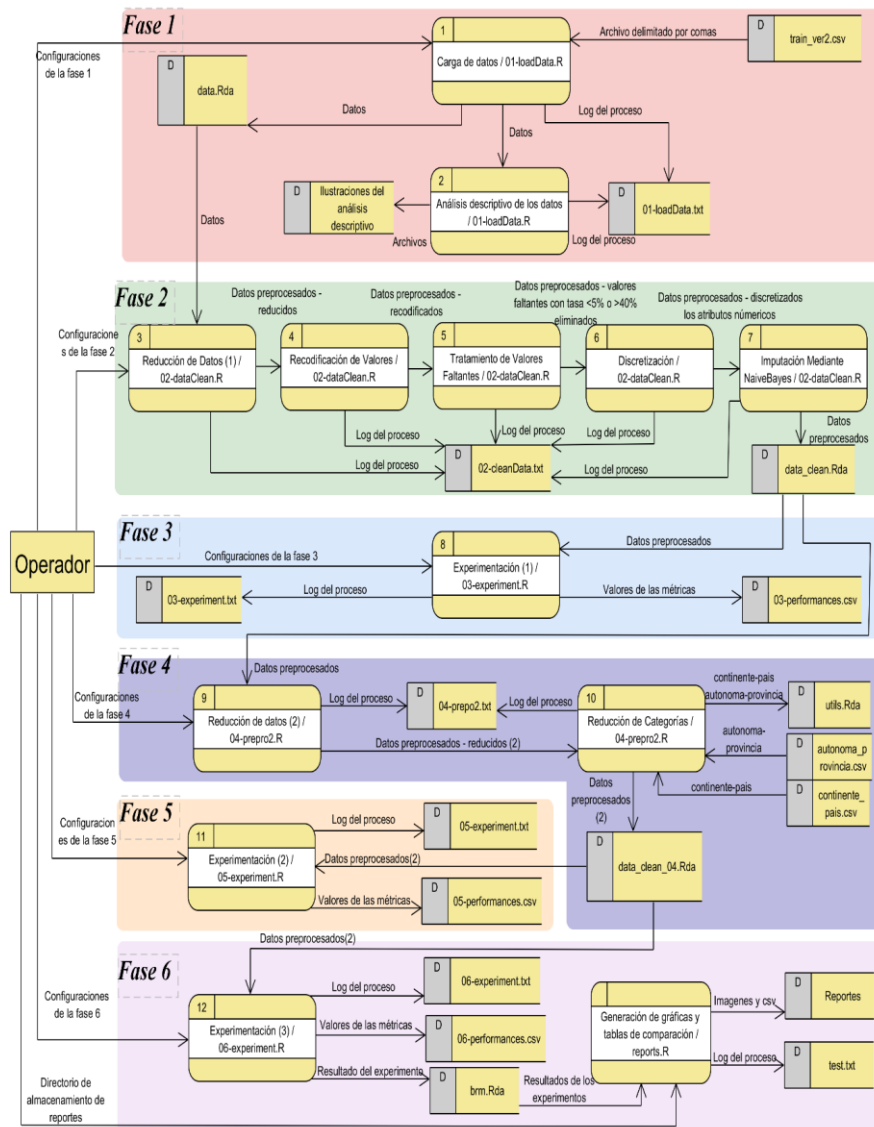 Fase 1
Configuraciones
de la fase 1
1
Carga de datos / 01-loadData.R
Archivo delimitado por comas
D
train_ver2.csv
D
data.Rda
Datos
Datos
Log del proceso
Datos
D
Ilustraciones del
análisis
descriptivo
Archivos
2
Análisis descriptivo de los datos
/ 01-loadData.R
Log del proceso
D
01-loadData.txt
Fase 2
Configuracione
s de la fase 2
Datos preprocesados -
reducidos
Datos preprocesados -
recodificados
Datos preprocesados - valores
faltantes con tasa <5% o >40%
eliminados
Datos preprocesados - discretizados
los atributos númericos
3
Reducción de Datos (1) /
02-dataClean.R
4
Recodificación de Valores /
02-dataClean.R
5
Tratamiento de Valores
Faltantes / 02-dataClean.R
6
Discretización /
02-dataClean.R
7
Imputación Mediante
NaiveBayes / 02-dataClean.R
Log del proceso
Log del proceso
Log del proceso
Log del proceso
Log del proceso
Datos
preprocesados
D
02-cleanData.txt
D
data_clean.Rda
Operador
Fase 3
Configuraciones de la fase 3
8
Experimentación (1) /
03-experiment.R
Datos preprocesados
D
03-experiment.txt
Log del proceso
Valores de las métricas
D
03-performances.csv
Fase 4
Configuraciones
de la fase 4
Datos preprocesados
9
Reducción de datos (2) /
04-prepro2.R
Log del proceso
D
04-prepo2.txt
Log del proceso
Datos preprocesados - reducidos (2)
10
Reducción de Categorías /
04-prepro2.R
continente-pais
autonoma-provincia
D
utils.Rda
autonoma-
provincia
D
autonoma_p
rovincia.csv
continente-pais
D
continente_
pais.csv
Datos
preprocesados
(2)
D
data_clean_04.Rda
Fase 5
Configuracion
es de la fase 5
11
Experimentación (2) /
05-experiment.R
Log del proceso
D
05-experiment.txt
Datos preprocesados(2)
Valores de las métricas
D
05-performances.csv
Fase 6
Datos preprocesados(2)
Configuraciones
de la fase 6
12
Experimentación (3) /
06-experiment.R
Log del proceso
D
06-experiment.txt
Valores de las métricas
D
06-performances.csv
Resultado del experimento
D
brm.Rda
Resultados de los
experimentos
Generación de gráficas y
tablas de comparación /
reports.R
Imagenes y csv
D
Reportes
Log del proceso
D
test.txt
Directorio de
almacenamiento de
reportes